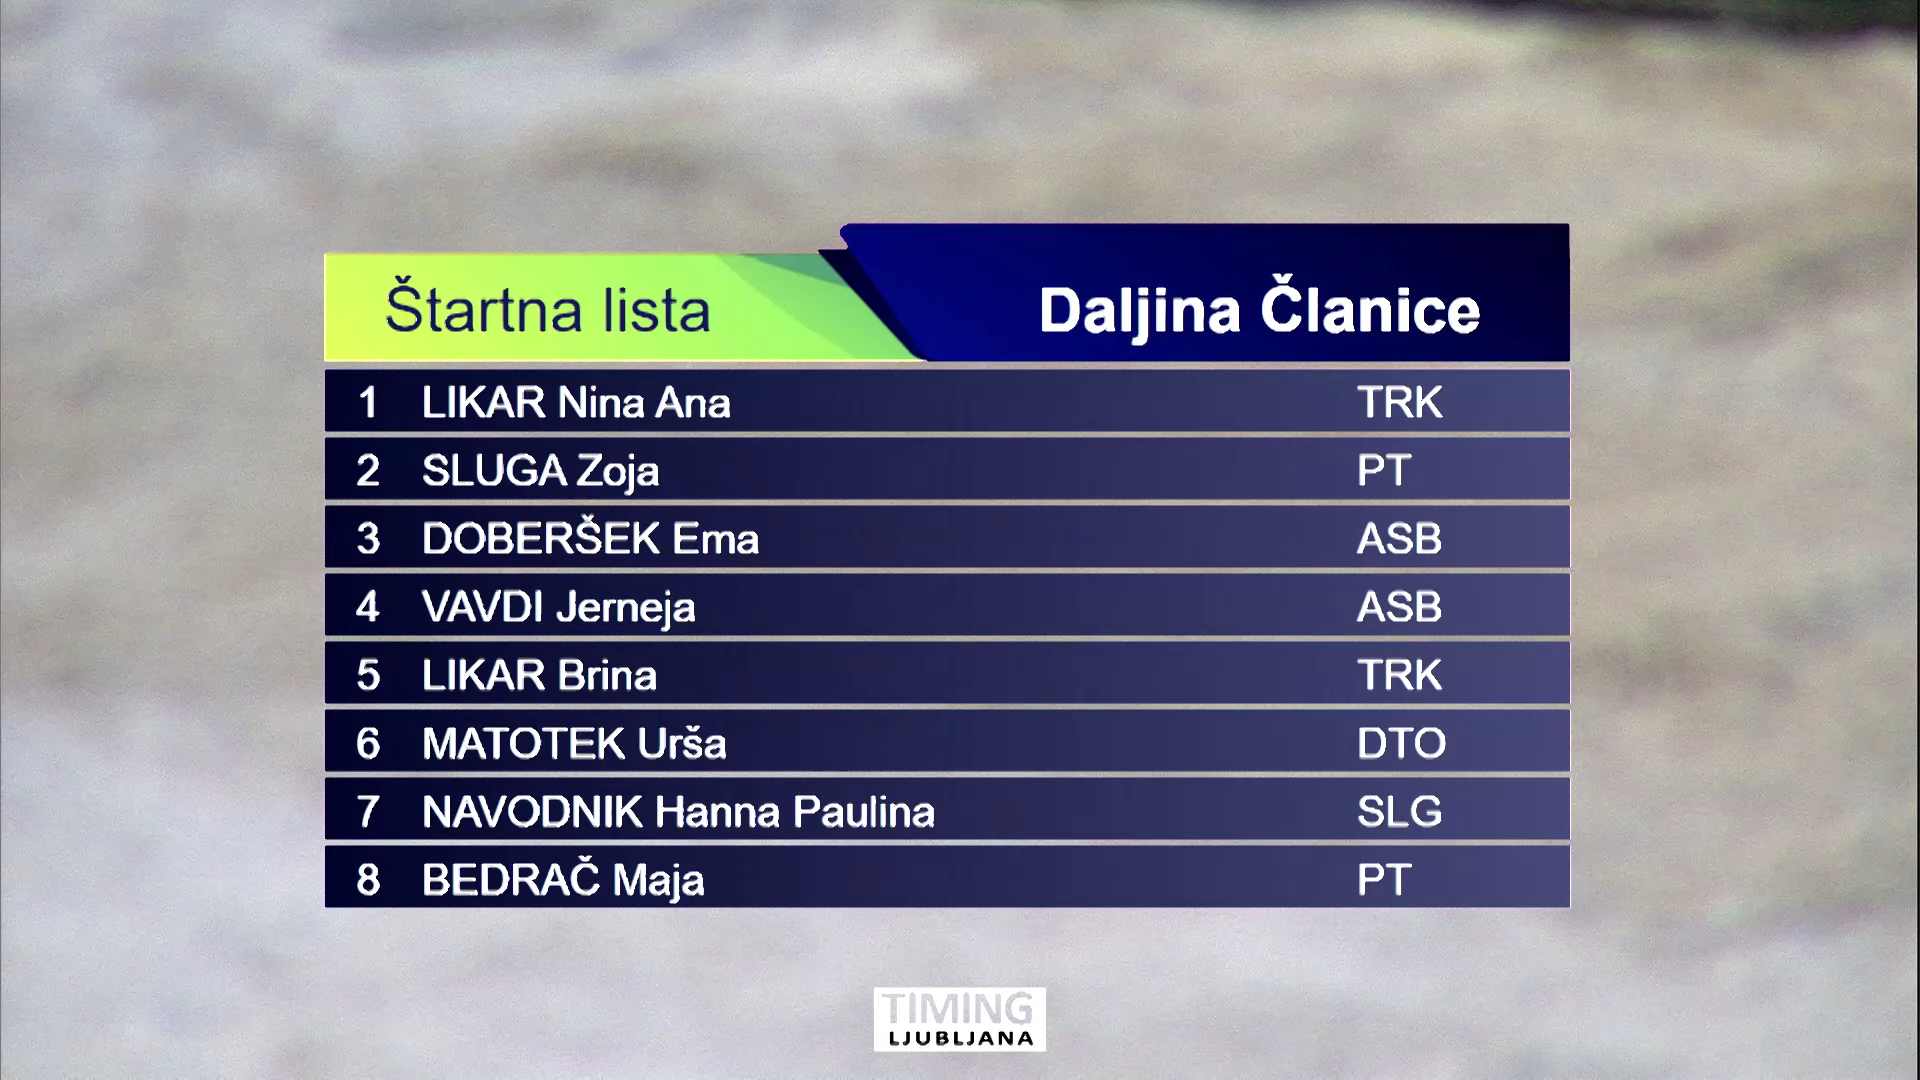 Štartna lista
Daljina Članice
1 LIKAR Nina Ana TRK
2 SLUGA Zoja PT
3 DOBERŠEK Ema ASB
4 VAVDI Jerneja ASB
5 LIKAR Brina TRK
6 MATOTEK Urša DTO
7 NAVODNIK Hanna Paulina SLG
8 BEDRAČ Maja PT
TIMING
LJUBLJANA